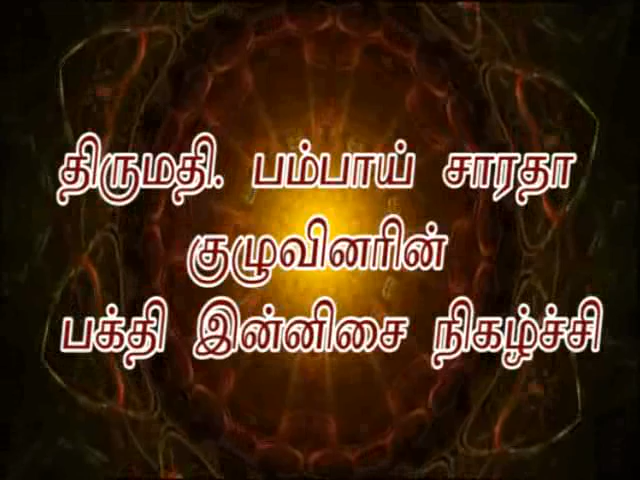 திருமதி. பம்பாய் சாரதா
குழுவினரின்
பக்தி இன்னிசை நிகழ்ச்சி